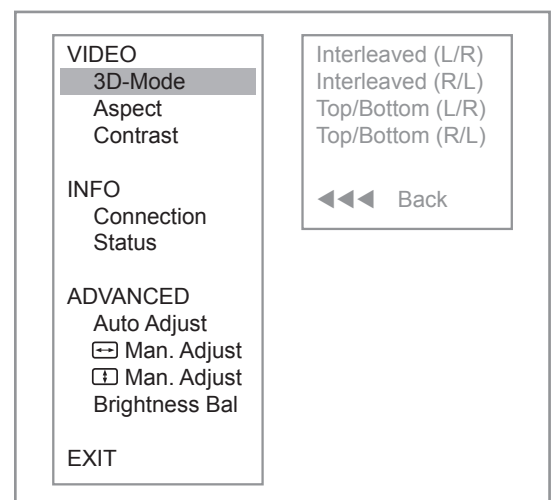 VIDEO
3D-Mode
Aspect
Contrast
INFO
Connection
Status
ADVANCED
Auto Adjust
Man. Adjust
Man. Adjust
Brightness Bal
EXIT
Interleaved (L/R)
Interleaved (R/L)
Top/Bottom (L/R)
Top/Bottom (R/L)
Back